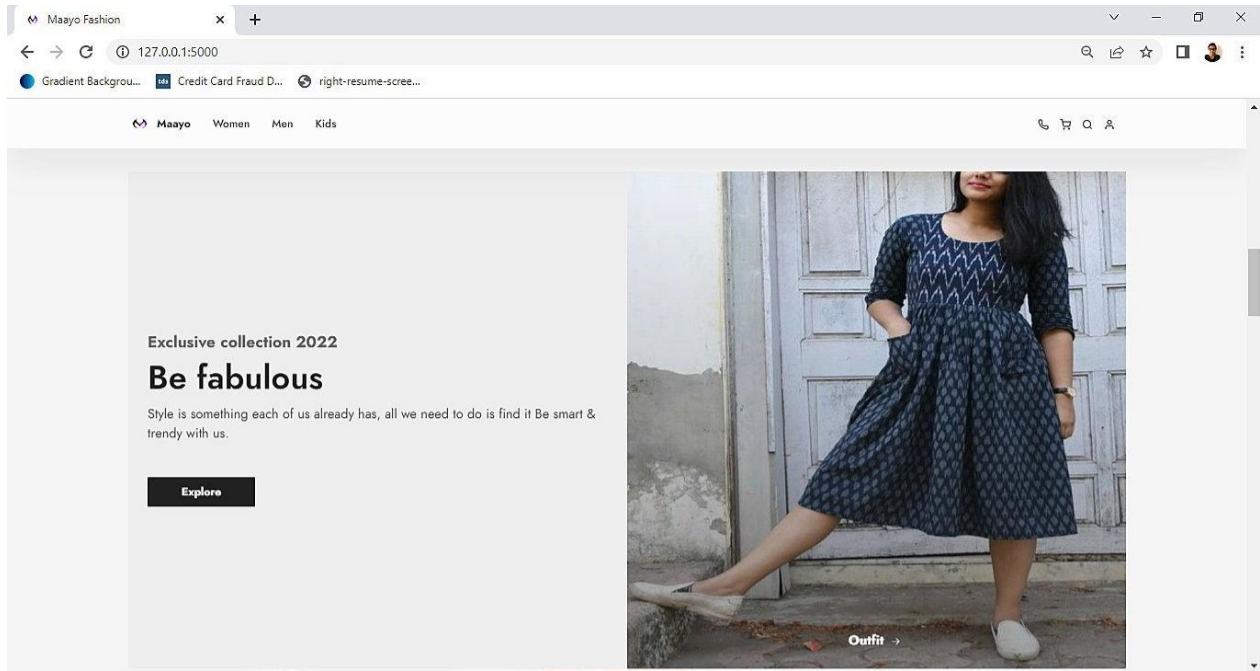 Maayo Fashion
127.0.0.1:5000
Gradient Backgrou...
tds Credit Card Fraud D...
right-resume-scree...
Maayo Women Men Kids
Exclusive collection 2022
Be fabulous
Style is something each of us already has, all we need to do is find it Be smart &
trendy with us.
Explore
Outfit →